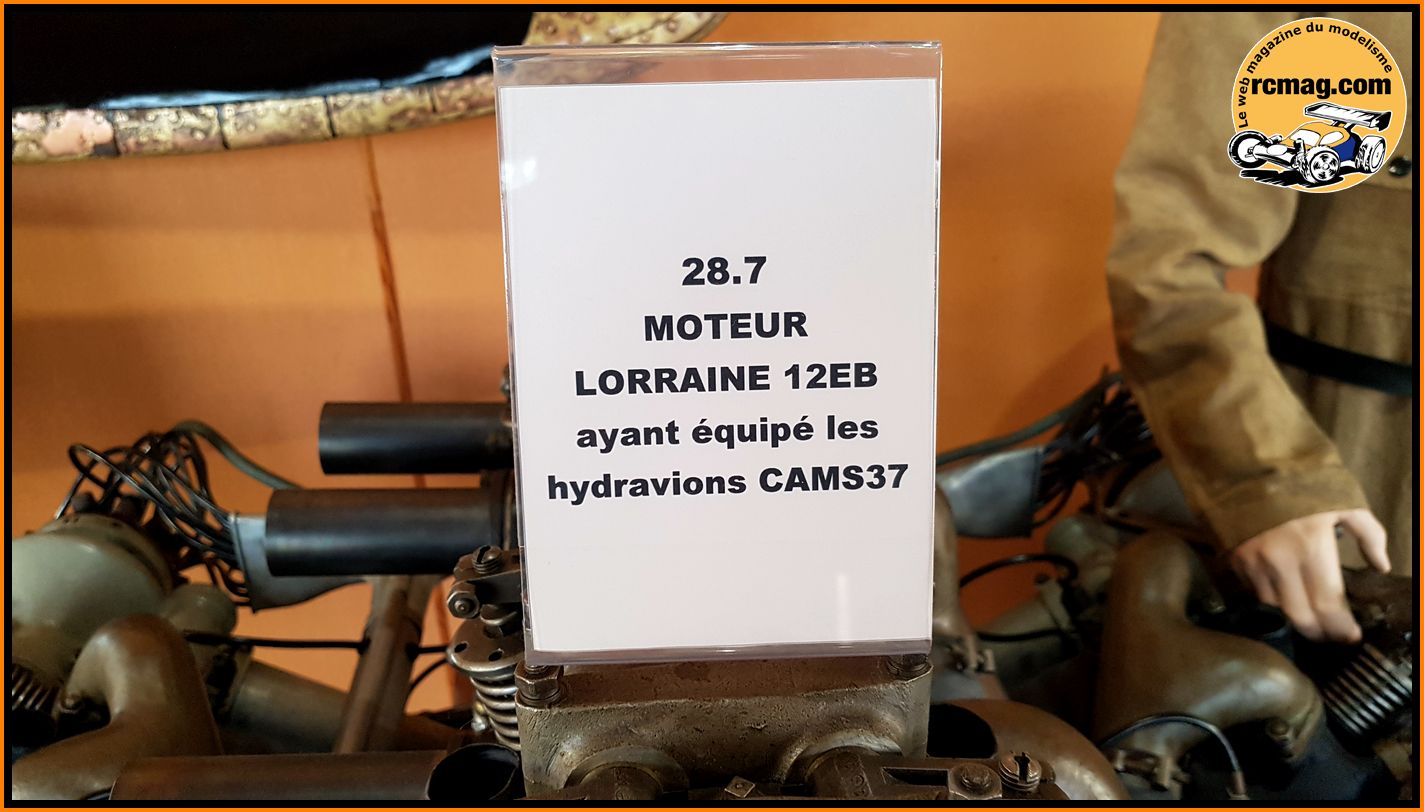 Le web magazine du modelisme
rcmag.com
28.7
MOTEUR
LORRAINE 12EB
ayant équipé les
hydravions CAMS37